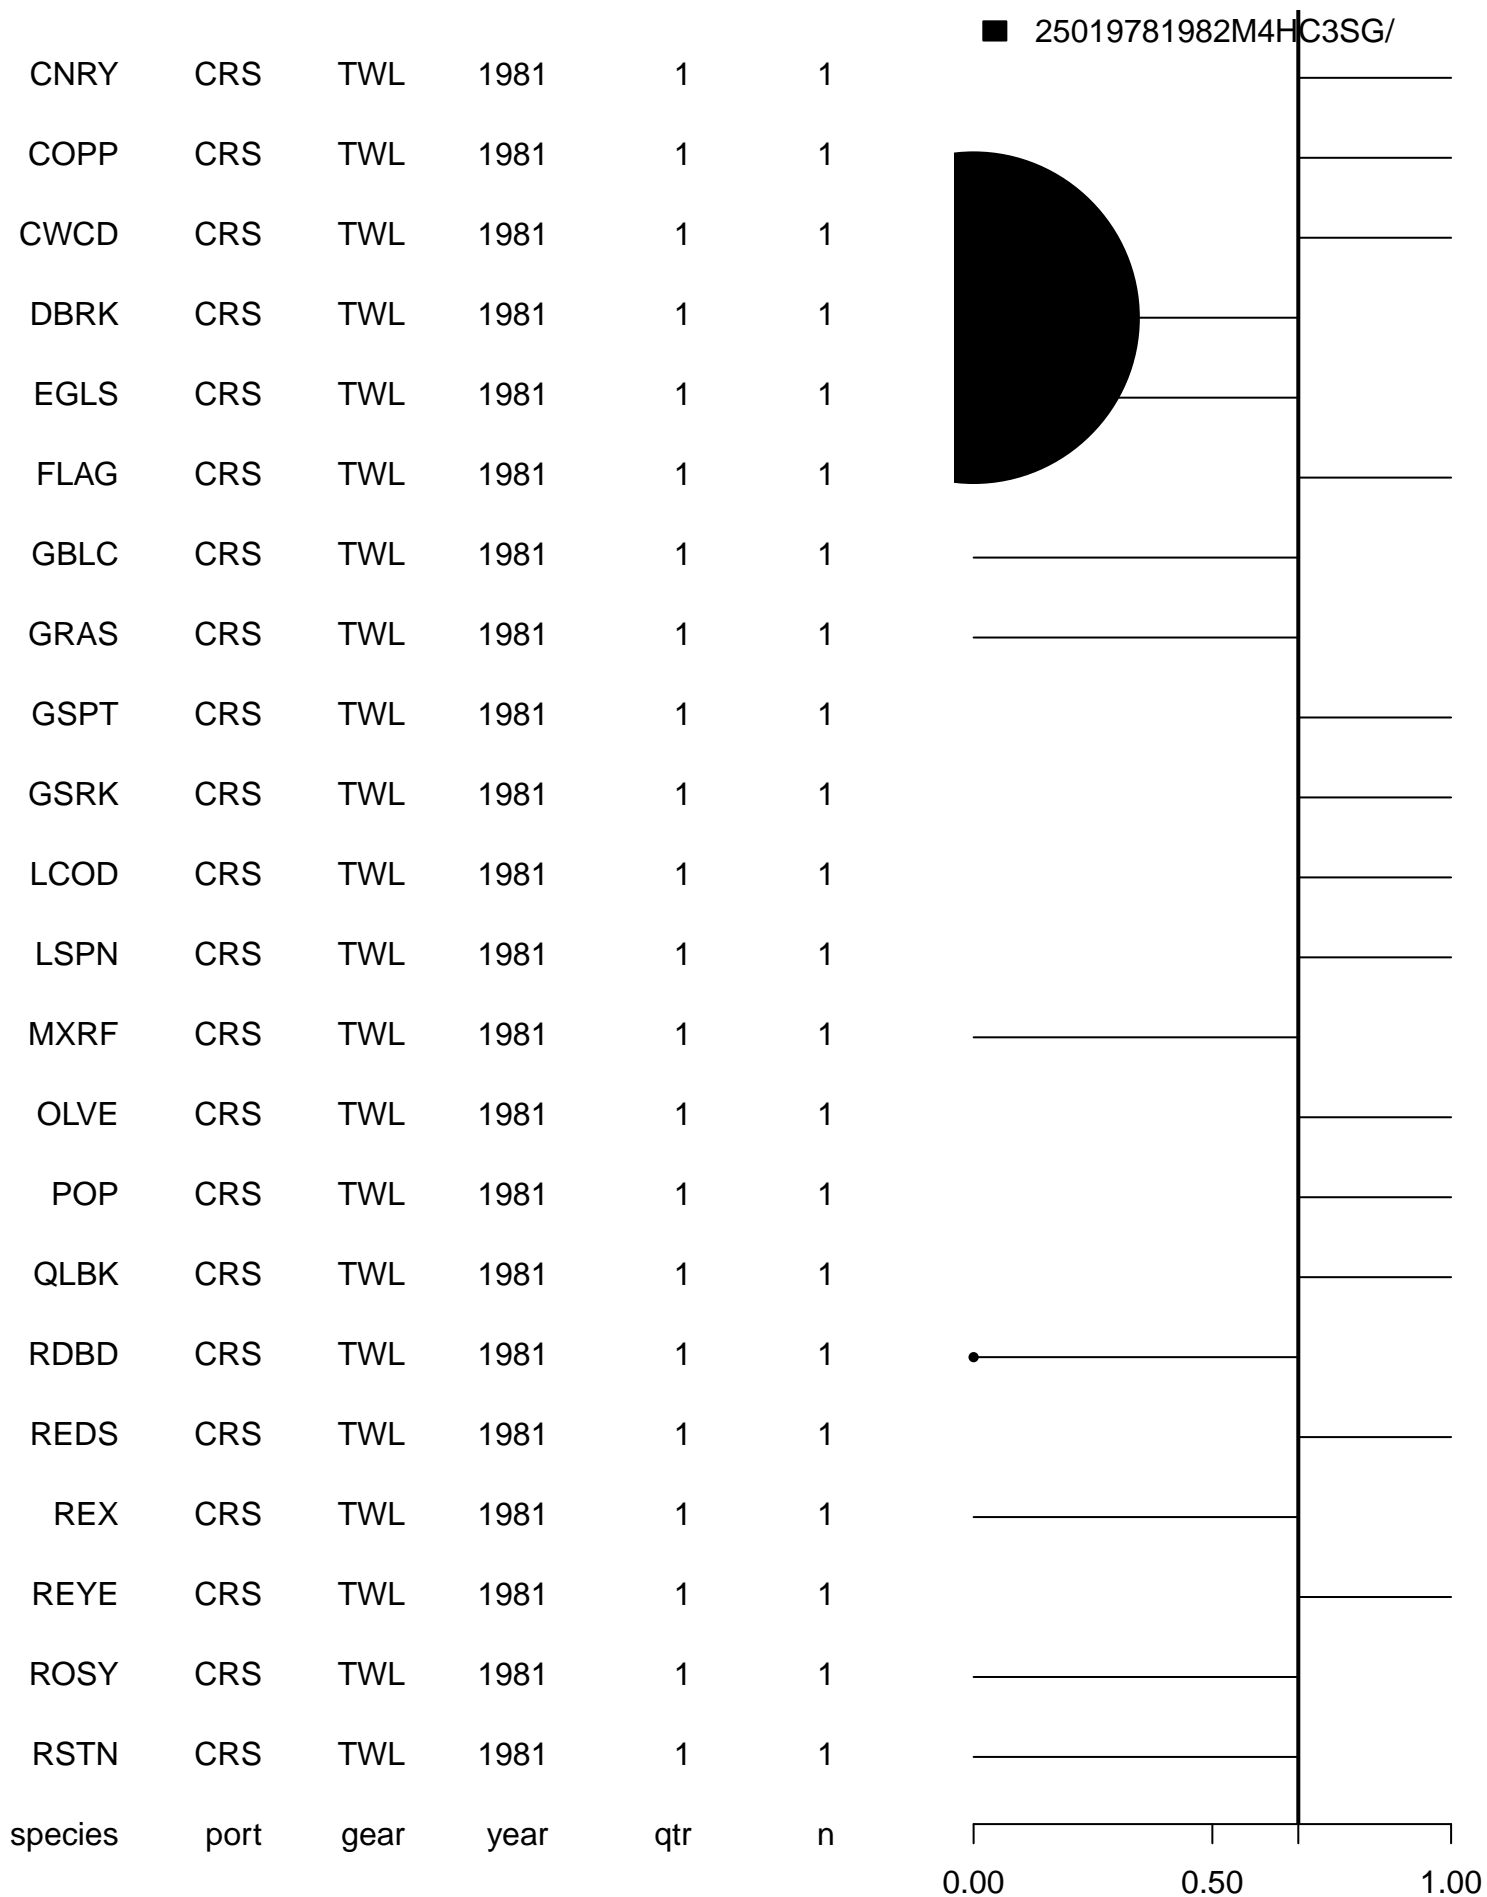 25019781982M4HC3SG/
CNRY CRS TWL 1981 1 1
COPP CRS TWL 1981 1 1
CWCD CRS TWL 1981 1 1
DBRK CRS TWL 1981 1 1
EGLS CRS TWL 1981 1 1
FLAG CRS TWL 1981 1 1
GBLC CRS TWL 1981 1 1
GRAS CRS TWL 1981 1 1
GSPT CRS TWL 1981 1 1
GSRK CRS TWL 1981 1 1
LCOD CRS TWL 1981 1 1
LSPN CRS TWL 1981 1 1
MXRF CRS TWL 1981 1 1
OLVE CRS TWL 1981 1 1
POP CRS TWL 1981 1 1
QLBK CRS TWL 1981 1 1
RDBD CRS TWL 1981 1 1
REDS CRS TWL 1981 1 1
REX CRS TWL 1981 1 1
REYE CRS TWL 1981 1 1
ROSY CRS TWL 1981 1 1
RSTN CRS TWL 1981 1 1
species port gear year qtr n
0.00 0.50 1.00